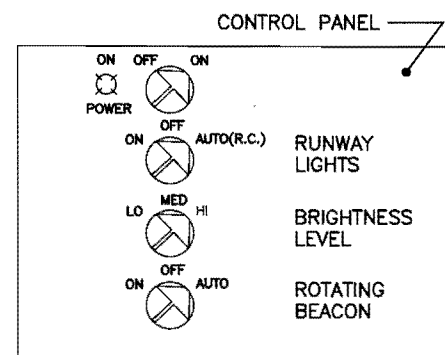 CONTROL PANEL
ON OFF ON
POWER
OFF
ON AUTO(R.C.) RUNWAY
LIGHTS
MED
LO HI BRIGHTNESS
LEVEL
OFF
ON AUTO ROTATING
BEACON